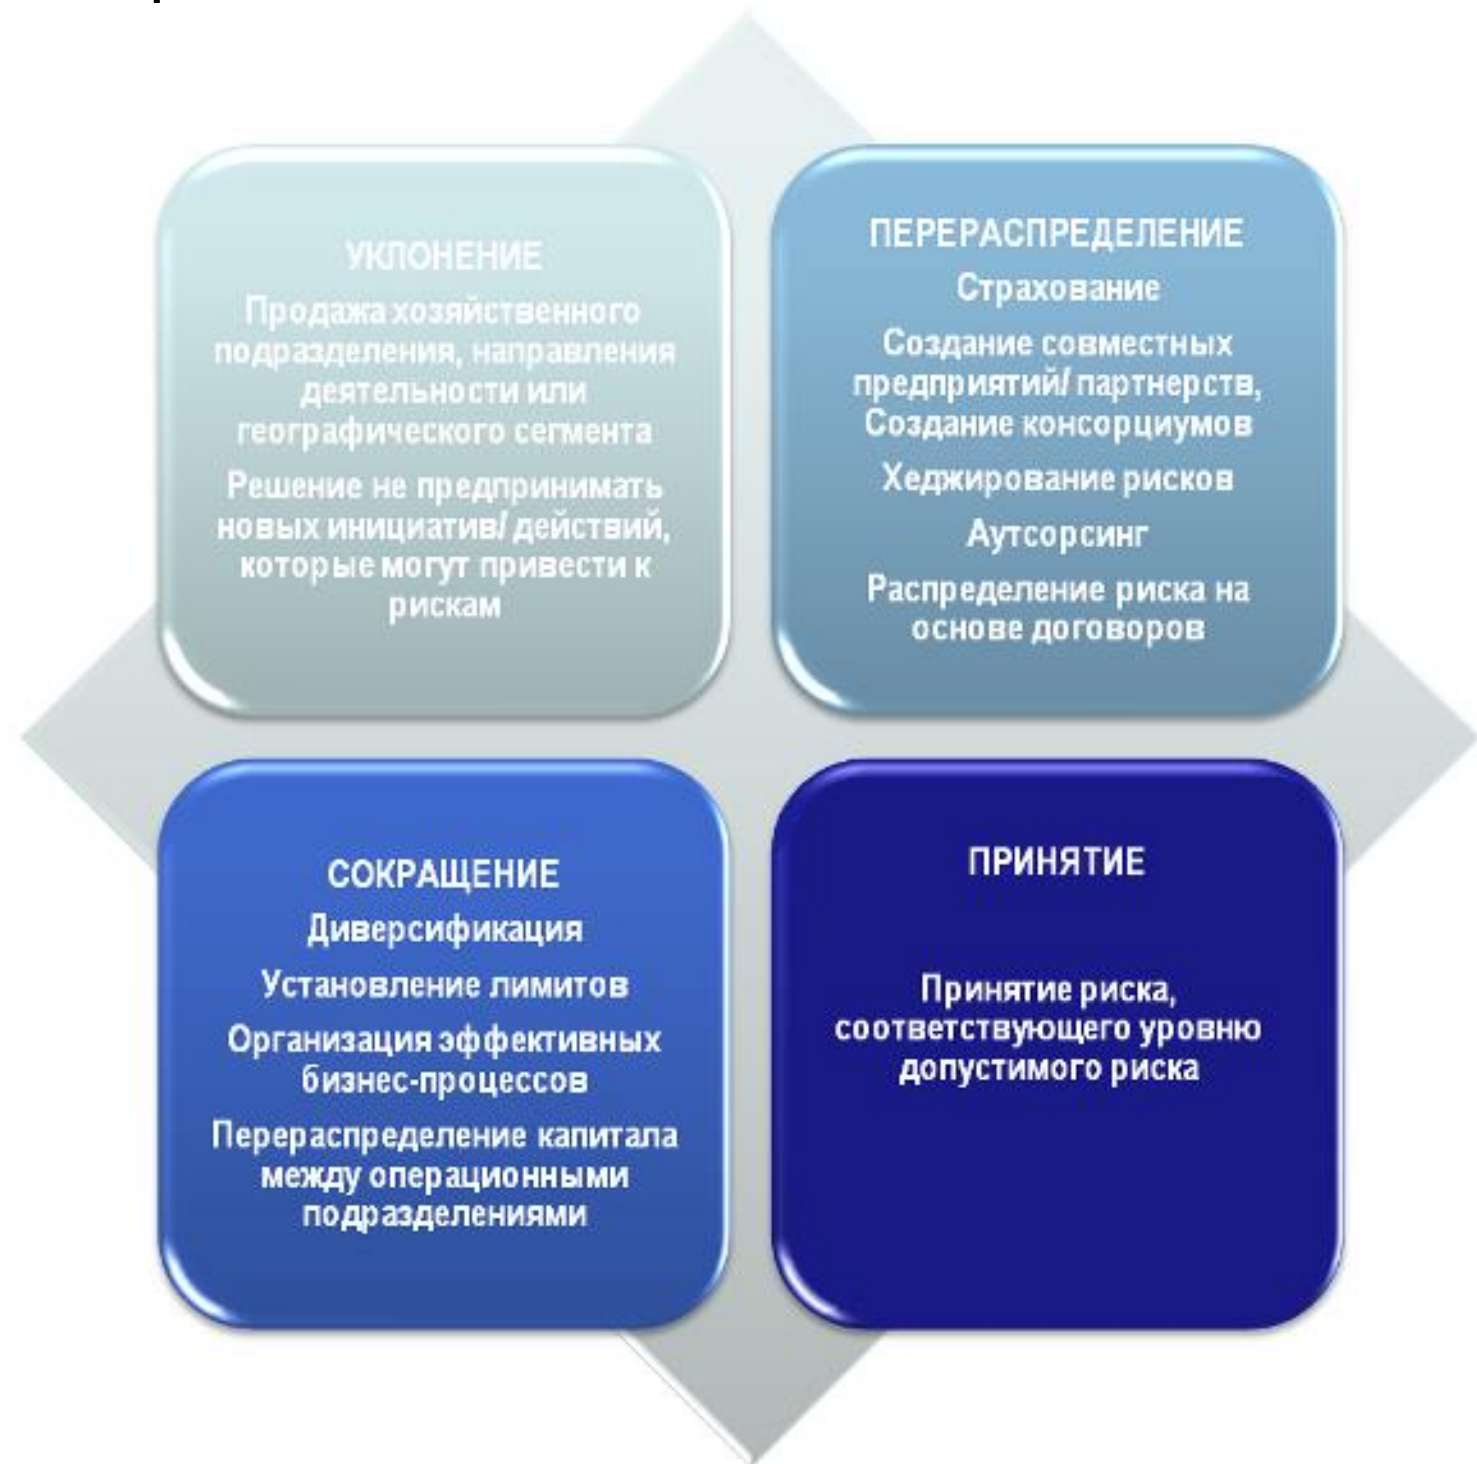 УКЛОНЕНИЕ
Продажа хозяйственного
подразделения, направления
деятельности или
географического сегмента
Решение не предпринимать
новых инициатив/ действий,
которые могут привести к
рискам
ПЕРЕРАСПРЕДЕЛЕНИЕ
Страхование
Создание совместных
предприятий/ партнерств,
Создание консорциумов
Хеджирование рисков
Аутсорсинг
Распределение риска на
основе договоров
СОКРАЩЕНИЕ
Диверсификация
Установление лимитов
Организация эффективных
бизнес-процессов
Перераспределение капитала
между операционными
подразделениями
ПРИНЯТИЕ
Принятие риска,
соответствующего уровню
допустимого риска